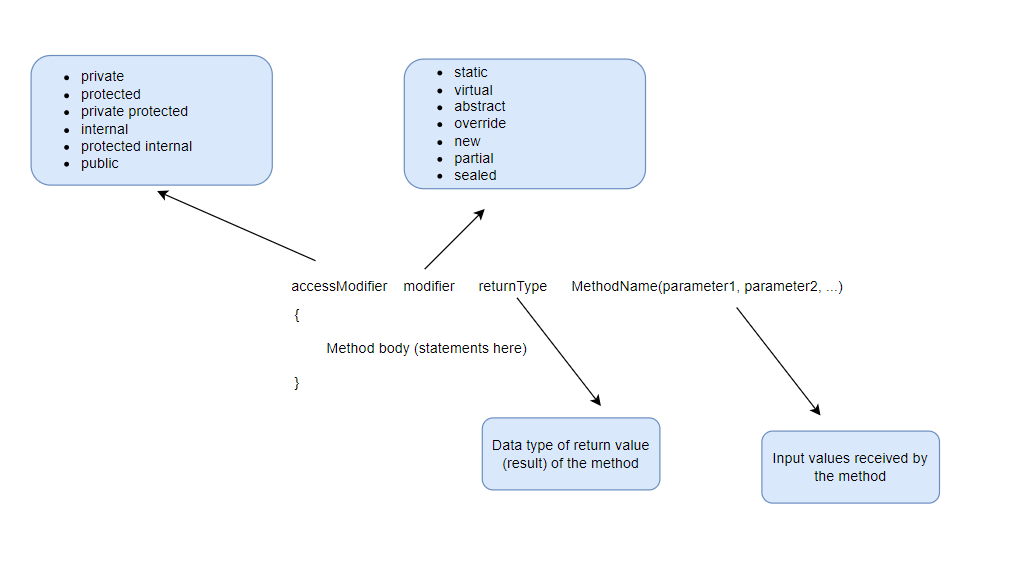 private
protected
private protected
internal
protected internal
public
static
virtual
abstract
override
new
partial
sealed
accessModifier modifier returnType MethodName(parameter1, parameter2, ...)
{
Method body (statements here)
}
Data type of return value
(result) of the method
Input values received by
the method